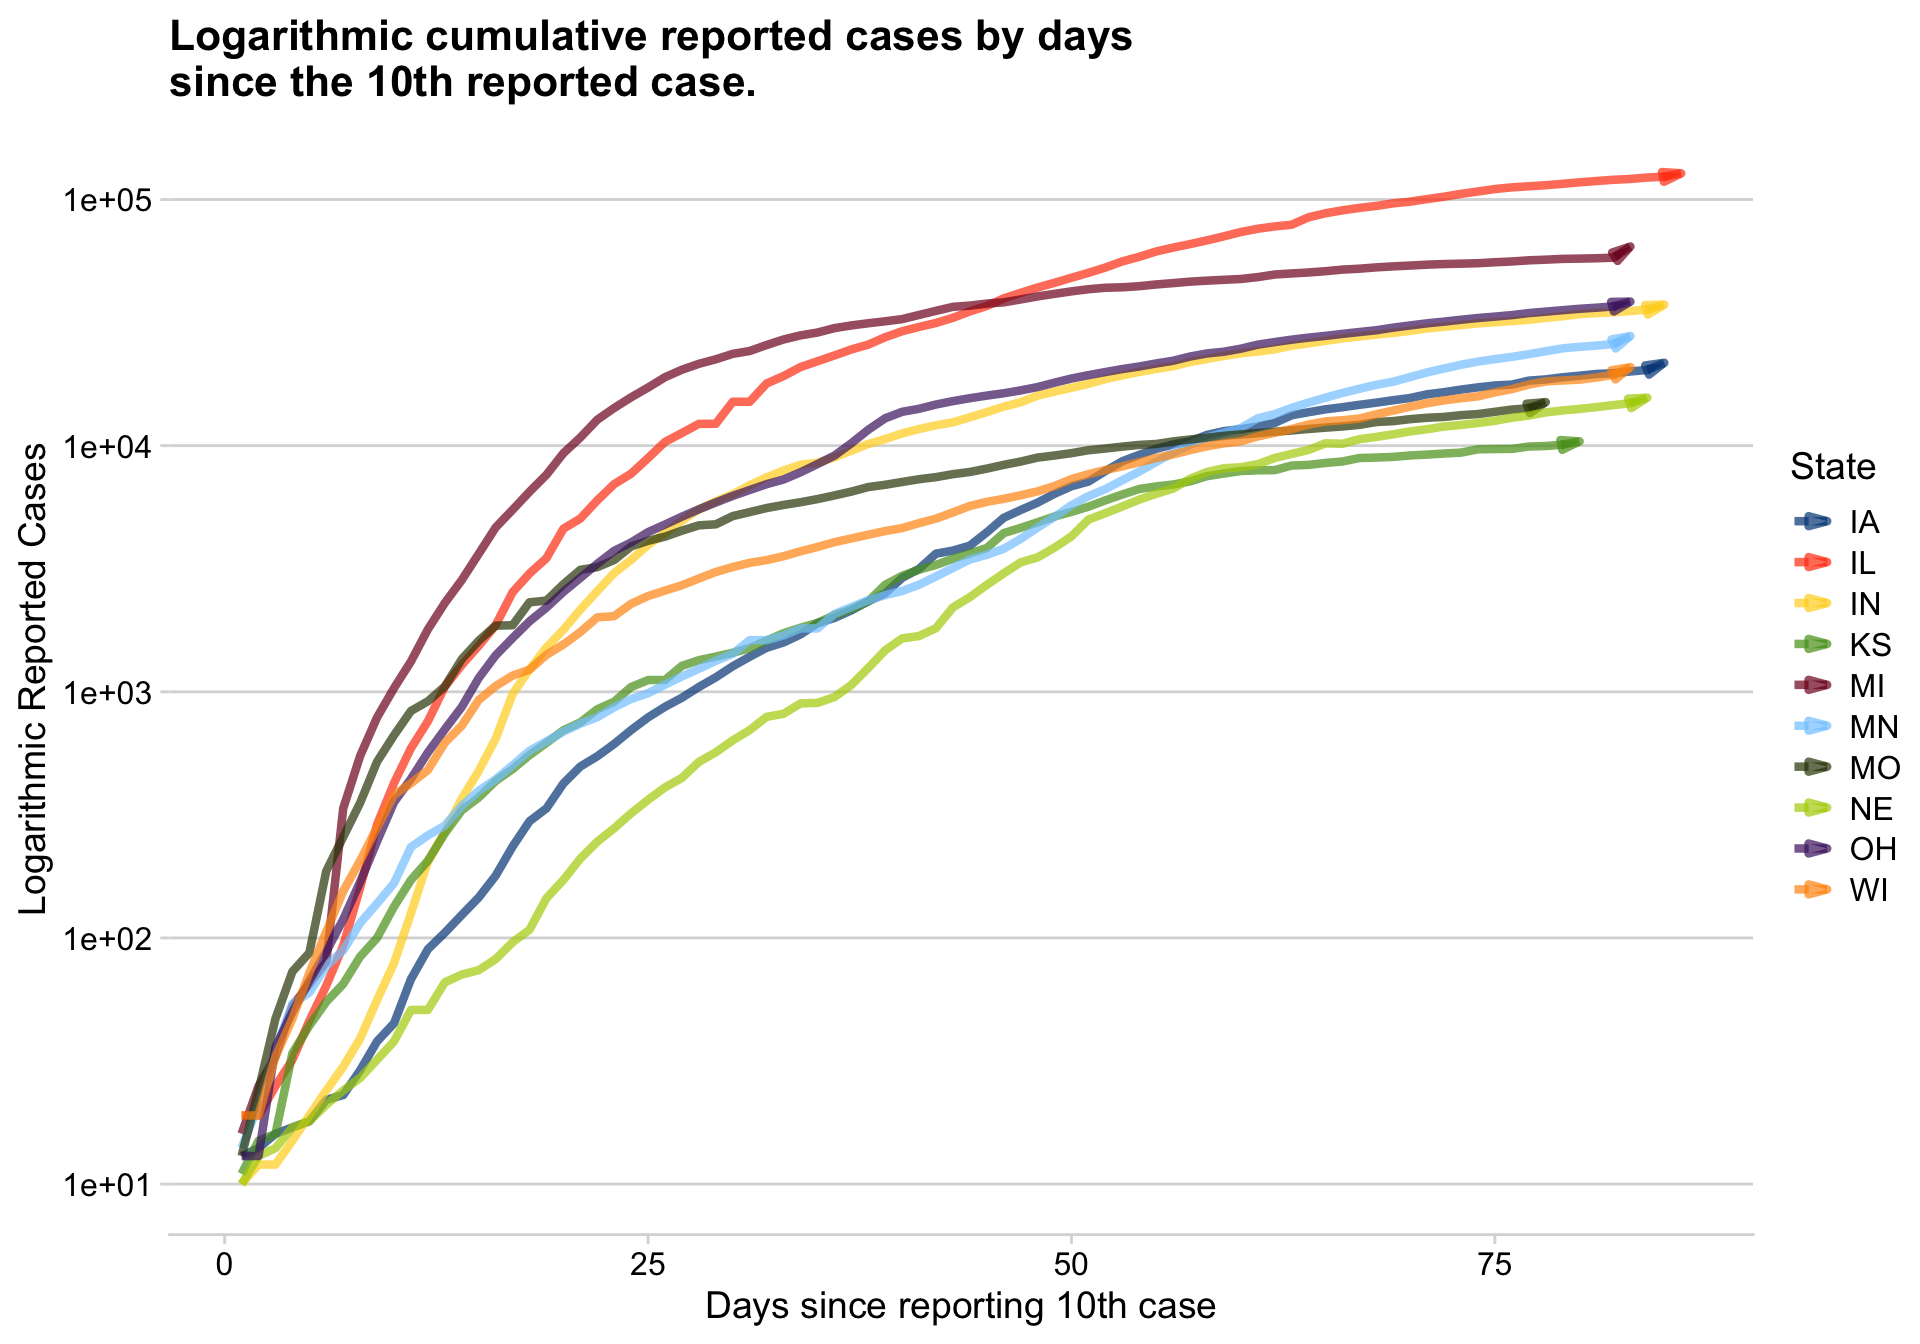 Logarithmic cumulative reported cases by days
since the 10th reported case.
Logarithmic Reported Cases
1e+05
1e+04
1e+03
1e+02
1e+01
0
25
50
75
Days since reporting 10th case
State
IA
IL
IN
KS
MI
MN
MO
NE
OH
WI